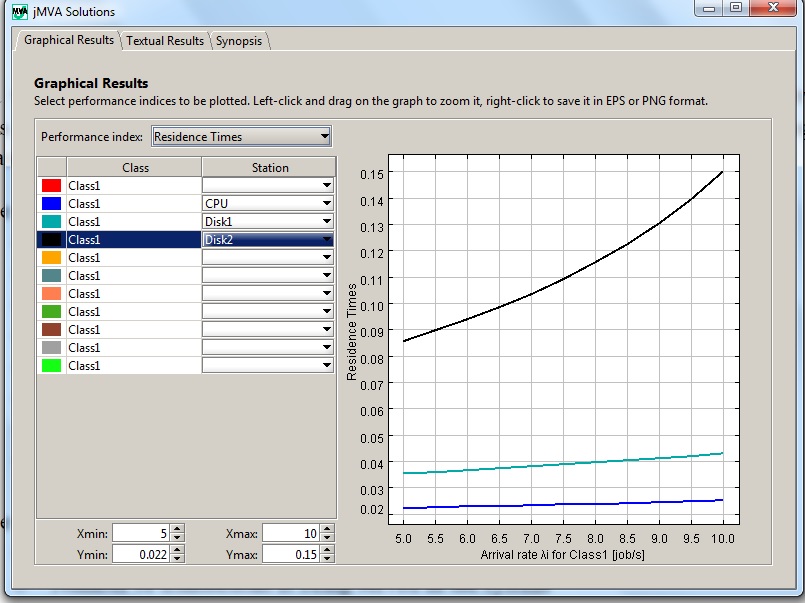 MVA jMVA Solutions
Graphical Results Textual Results Synopsis
Graphical Results
Select performance indices to be plotted. Left-click and drag on the graph to zoom it, right-click to save it in EPS or PNG format.
Performance index: Residence Times
Class Station
Class1
Class1 CPU
Class1 Disk1
Class1 Disk2
Class1
Class1
Class1
Class1
Class1
Class1
Class1
Xmin: 5 Xmax: 10
Ymin: 0.022 Ymax: 0.15
Residence Times
0.15
0.14
0.13
0.12
0.11
0.10
0.09
0.08
0.07
0.06
0.05
0.04
0.03
0.02
5.0 5.5 6.0 6.5 7.0 7.5 8.0 8.5 9.0 9.5 10.0
Arrival rate λi for Class1 [job/s]